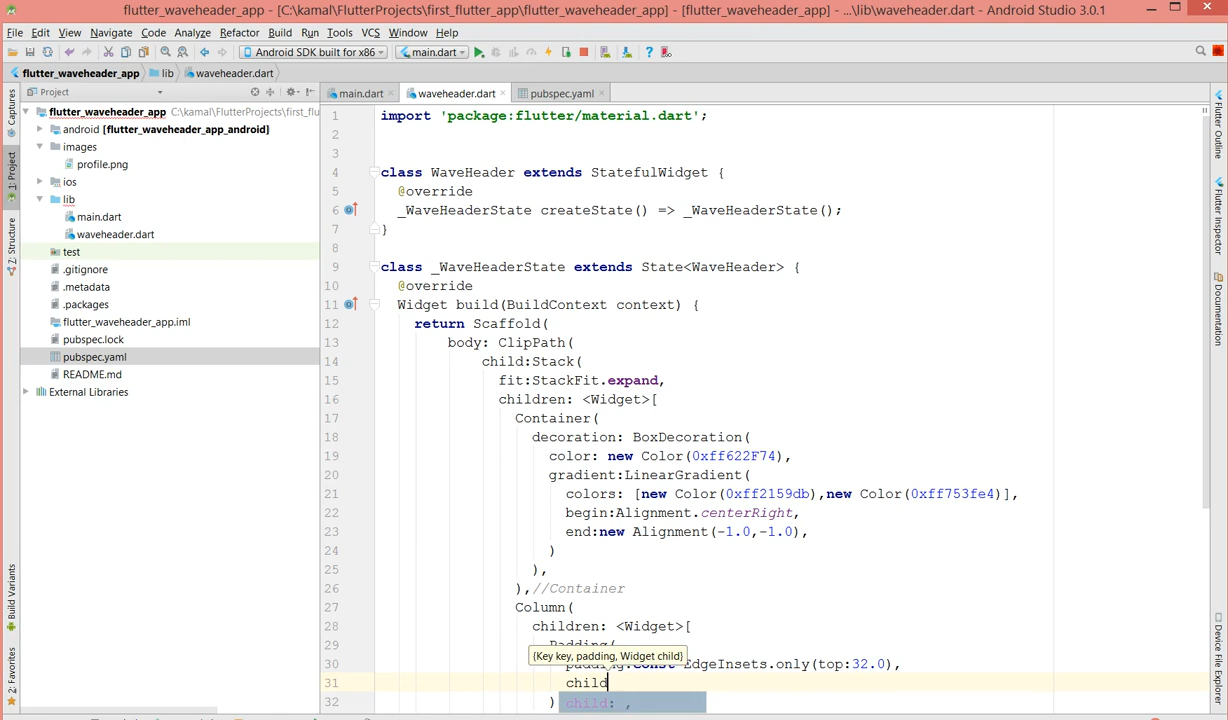 flutter_waveheader_app - [C:\kamal\FlutterProjects\first_flutter_app\flutter_waveheader_app] - [flutter_waveheader_app] - ...\lib\waveheader.dart - Android Studio 3.0.1
File Edit View Navigate Code Analyze Refactor Build Run Tools VCS Window Help
Android SDK built for x86 main.dart
flutter_waveheader_app lib waveheader.dart
Project
main.dart waveheader.dart pubspec.yaml
Captures
1: Project
7: Structure
Build Variants
2: Favorites
flutter_waveheader_app C:\kamal\FlutterProjects\first_flu
android [flutter_waveheader_app_android]
images
profile.png
ios
lib
main.dart
waveheader.dart
test
.gitignore
.metadata
.packages
flutter_waveheader_app.iml
pubspec.lock
pubspec.yaml
README.md
External Libraries
1 import 'package:flutter/material.dart';
2
3
4 class WaveHeader extends StatefulWidget {
5 @override
6 _WaveHeaderState createState() => _WaveHeaderState();
7 }
8
9 class _WaveHeaderState extends State<WaveHeader> {
10 @override
11 Widget build(BuildContext context) {
12 return Scaffold(
13 body: ClipPath(
14 child:Stack(
15 fit:StackFit.expand,
16 children: <Widget>[
17 Container(
18 decoration: BoxDecoration(
19 color: new Color(0xff622F74),
20 gradient:LinearGradient(
21 colors: [new Color(0xff2159db),new Color(0xff753fe4)],
22 begin:Alignment.centerRight,
23 end:new Alignment(-1.0,-1.0),
24 )
25 ),
26 ),//Container
27 Column(
28 children: <Widget>[
29 Padding(
{Key key, padding, Widget child}
30 padding:const EdgeInsets.only(top:32.0),
31 child
32 ) child: ,
Flutter Outline
Flutter Inspector
Documentation
Device File Explorer